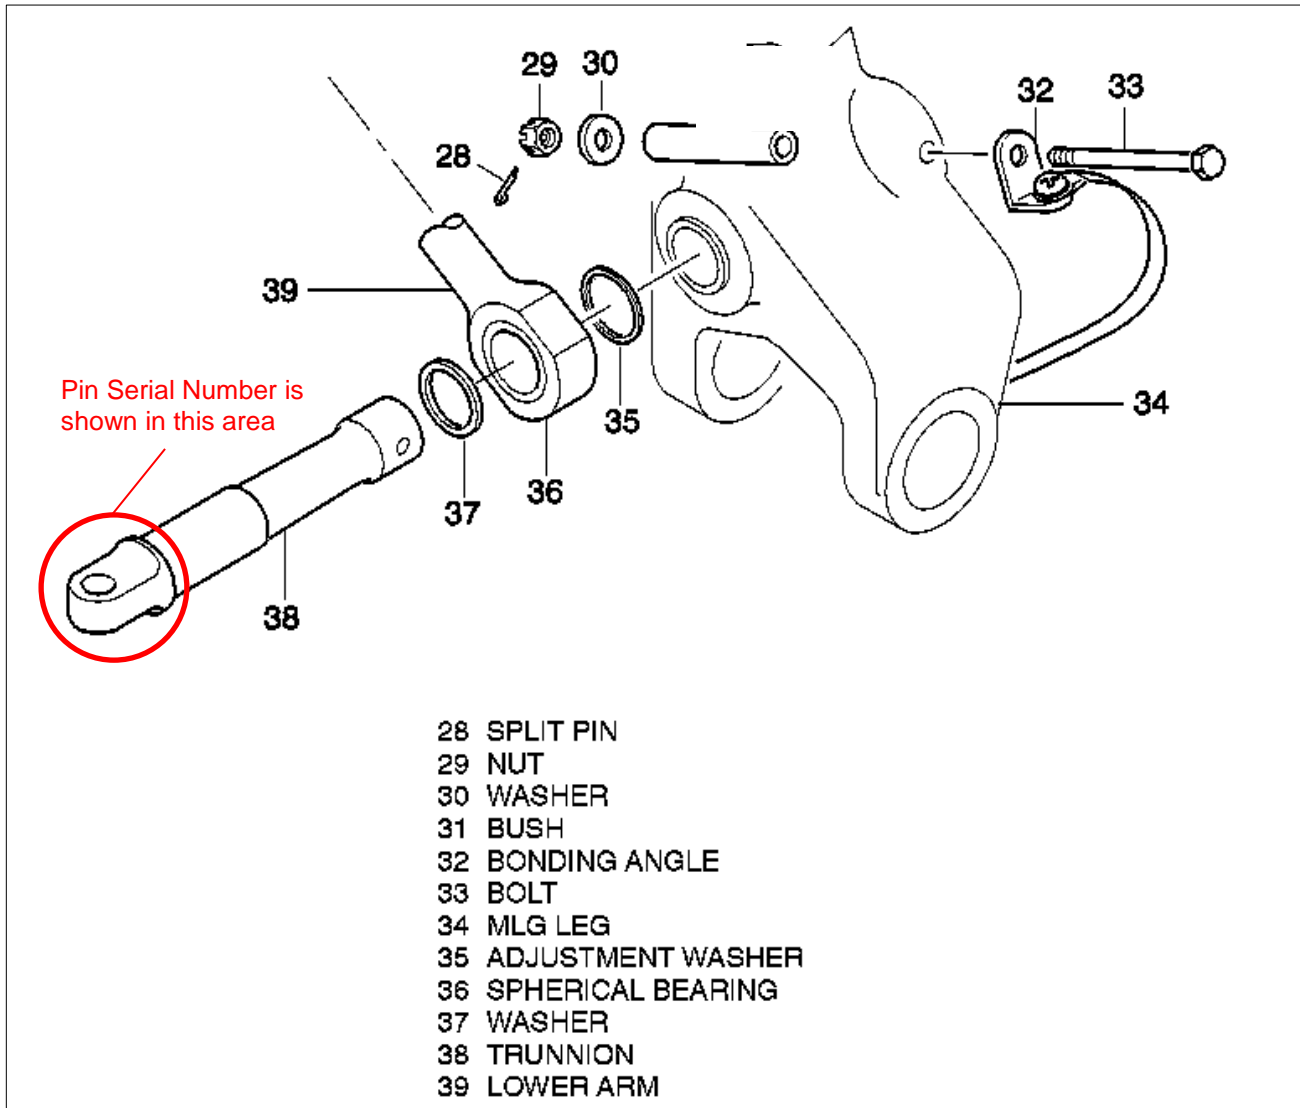 29
30
32
33
28
39
Pin Serial Number is
shown in this area
35
34
37
36
38
28 SPLIT PIN
29 NUT
30 WASHER
31 BUSH
32 BONDING ANGLE
33 BOLT
34 MLG LEG
35 ADJUSTMENT WASHER
36 SPHERICAL BEARING
37 WASHER
38 TRUNNION
39 LOWER ARM